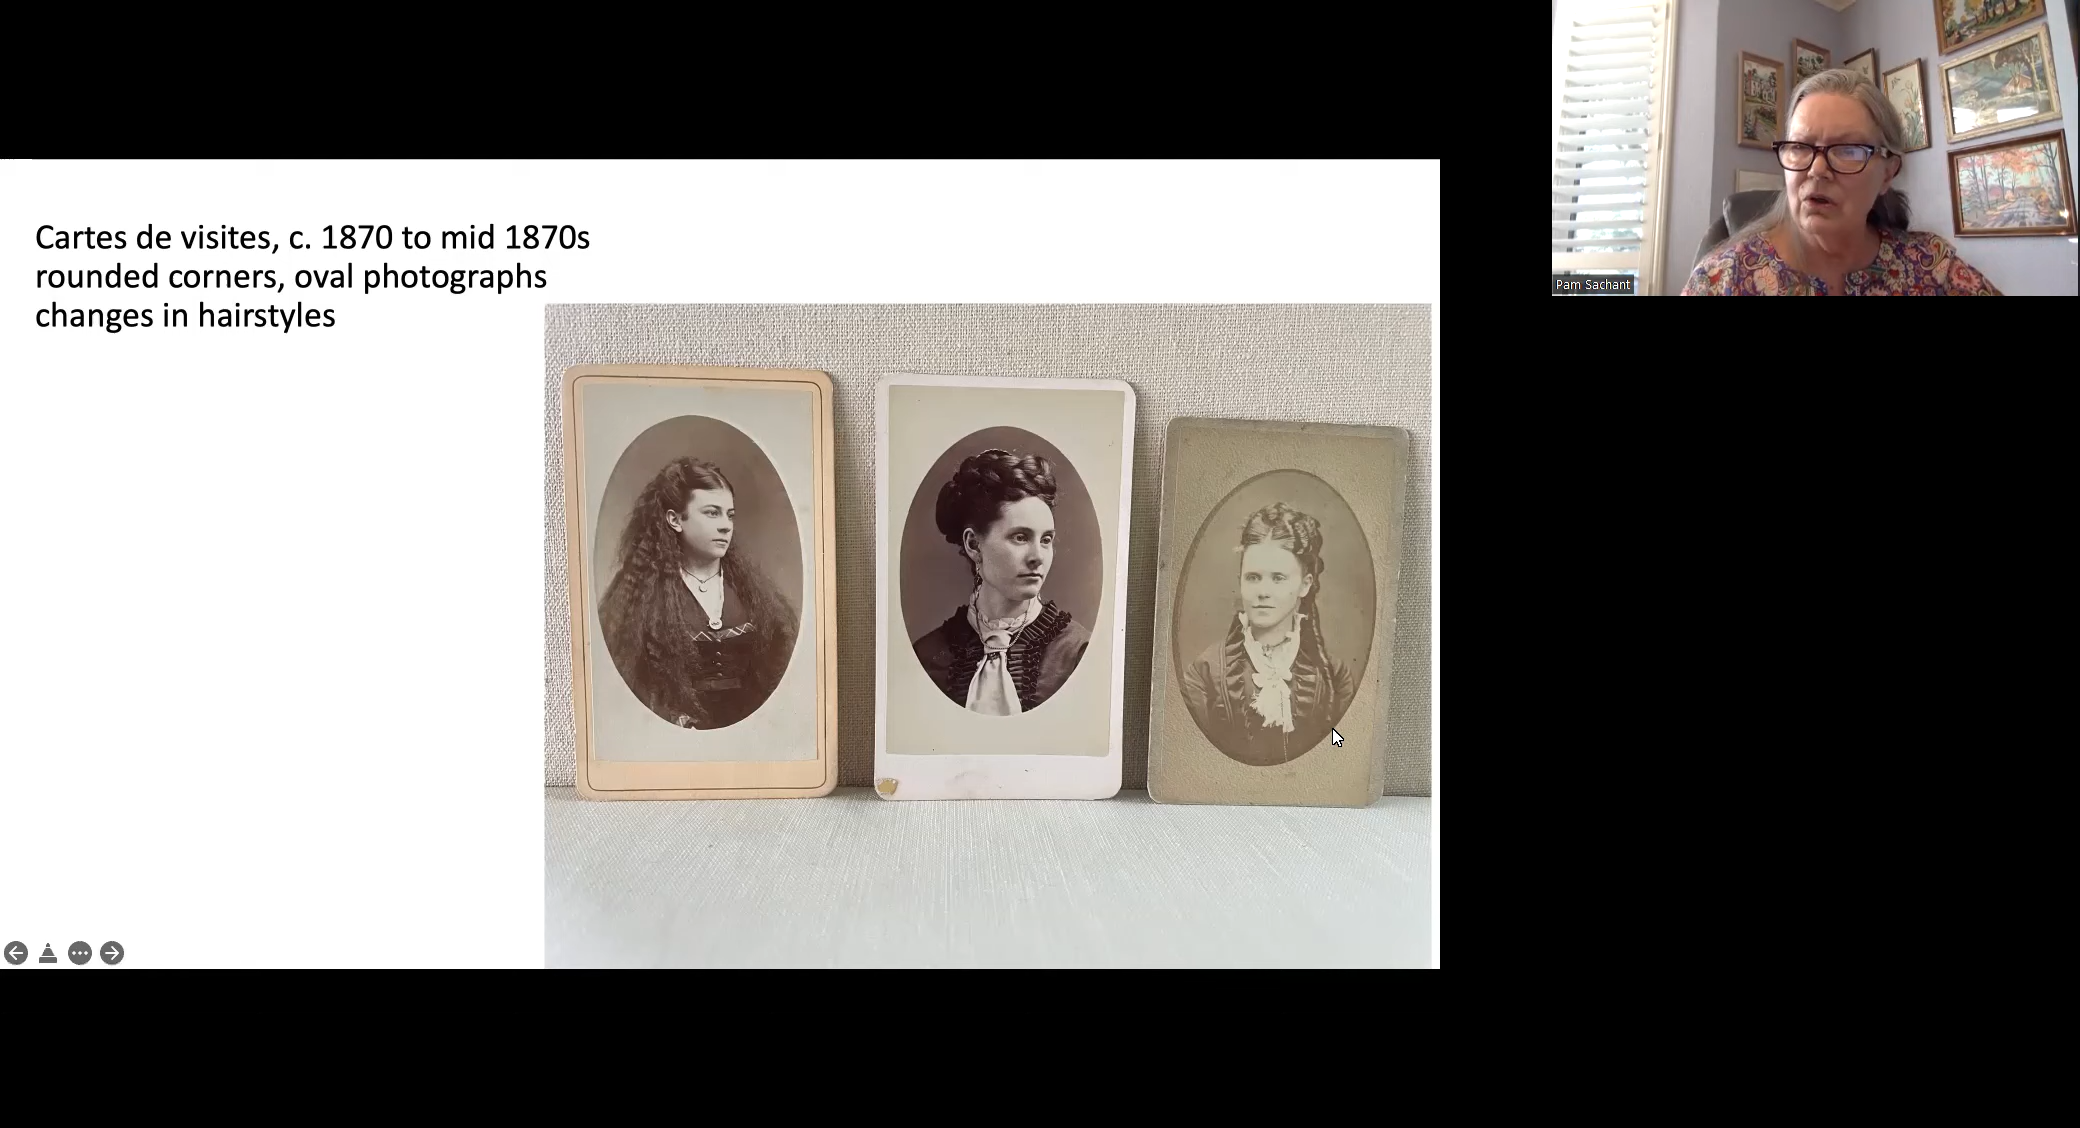 Cartes de visites, c. 1870 to mid 1870s
rounded corners, oval photographs
changes in hairstyles
Pam Sachant